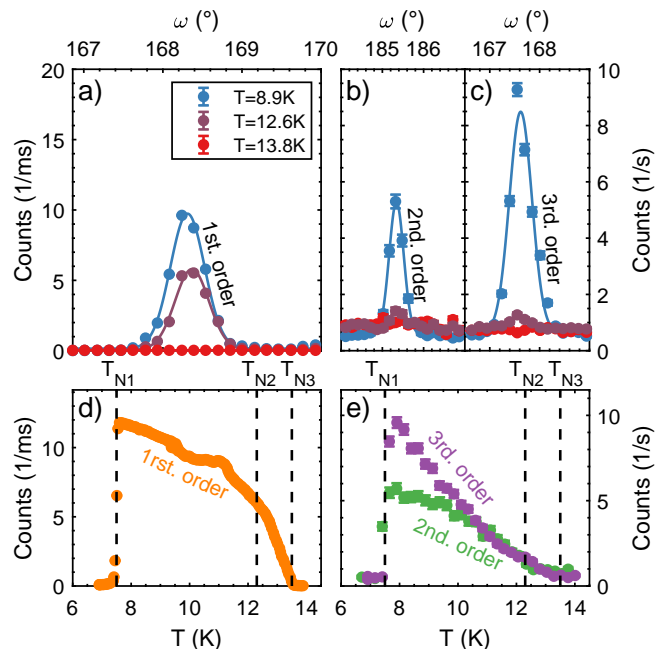 ω (°) ω (°) ω (°)
167 168 169 170 185 186 167 168
a) b) c)
T=8.9K
T=12.6K
T=13.8K
1st. order
2nd. order
3rd. order
Counts (1/ms)
20
15
10
5
0
Counts (1/s)
10
8
6
4
2
0
T_N1 T_N2 T_N3 T_N1 T_N2 T_N3
d) e)
1rst. order
3rd. order
2nd. order
Counts (1/ms)
10
5
0
Counts (1/s)
10
5
0
6 8 10 12 14 6 8 10 12 14
T (K) T (K)